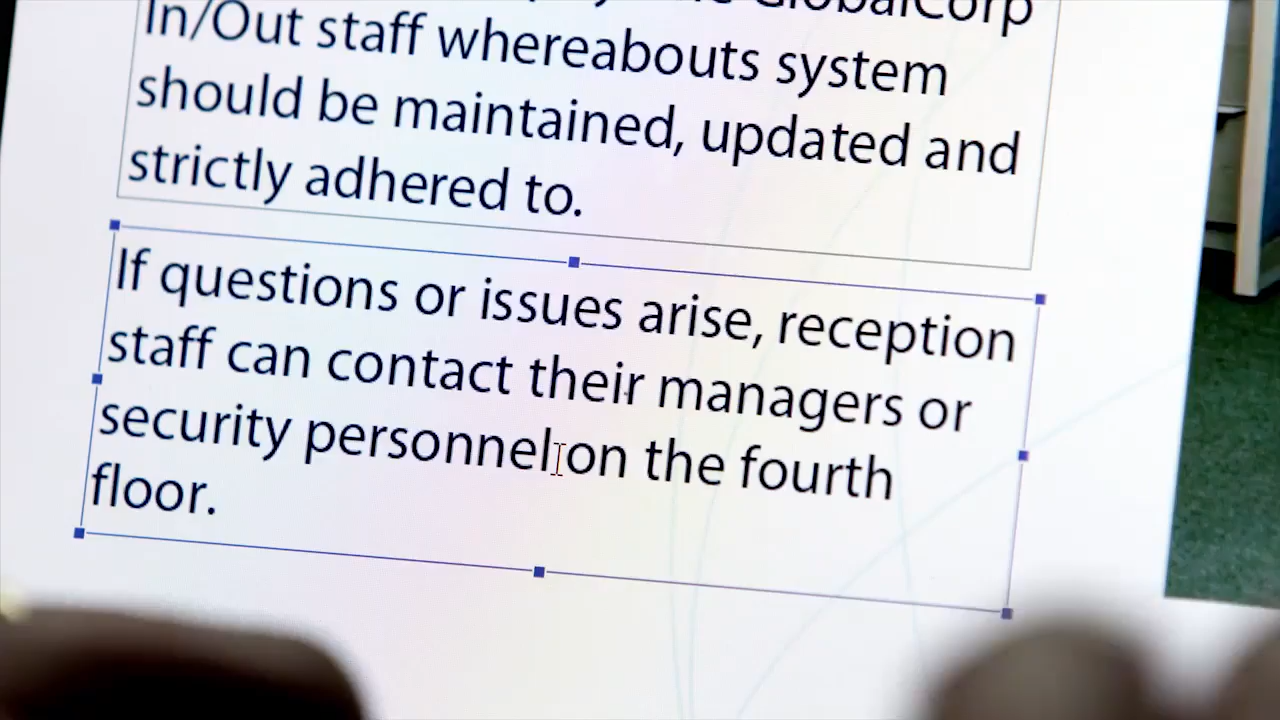 GlobalCorp
In/Out staff whereabouts system
should be maintained, updated and
strictly adhered to.
If questions or issues arise, reception
staff can contact their managers or
security personnel on the fourth
floor.